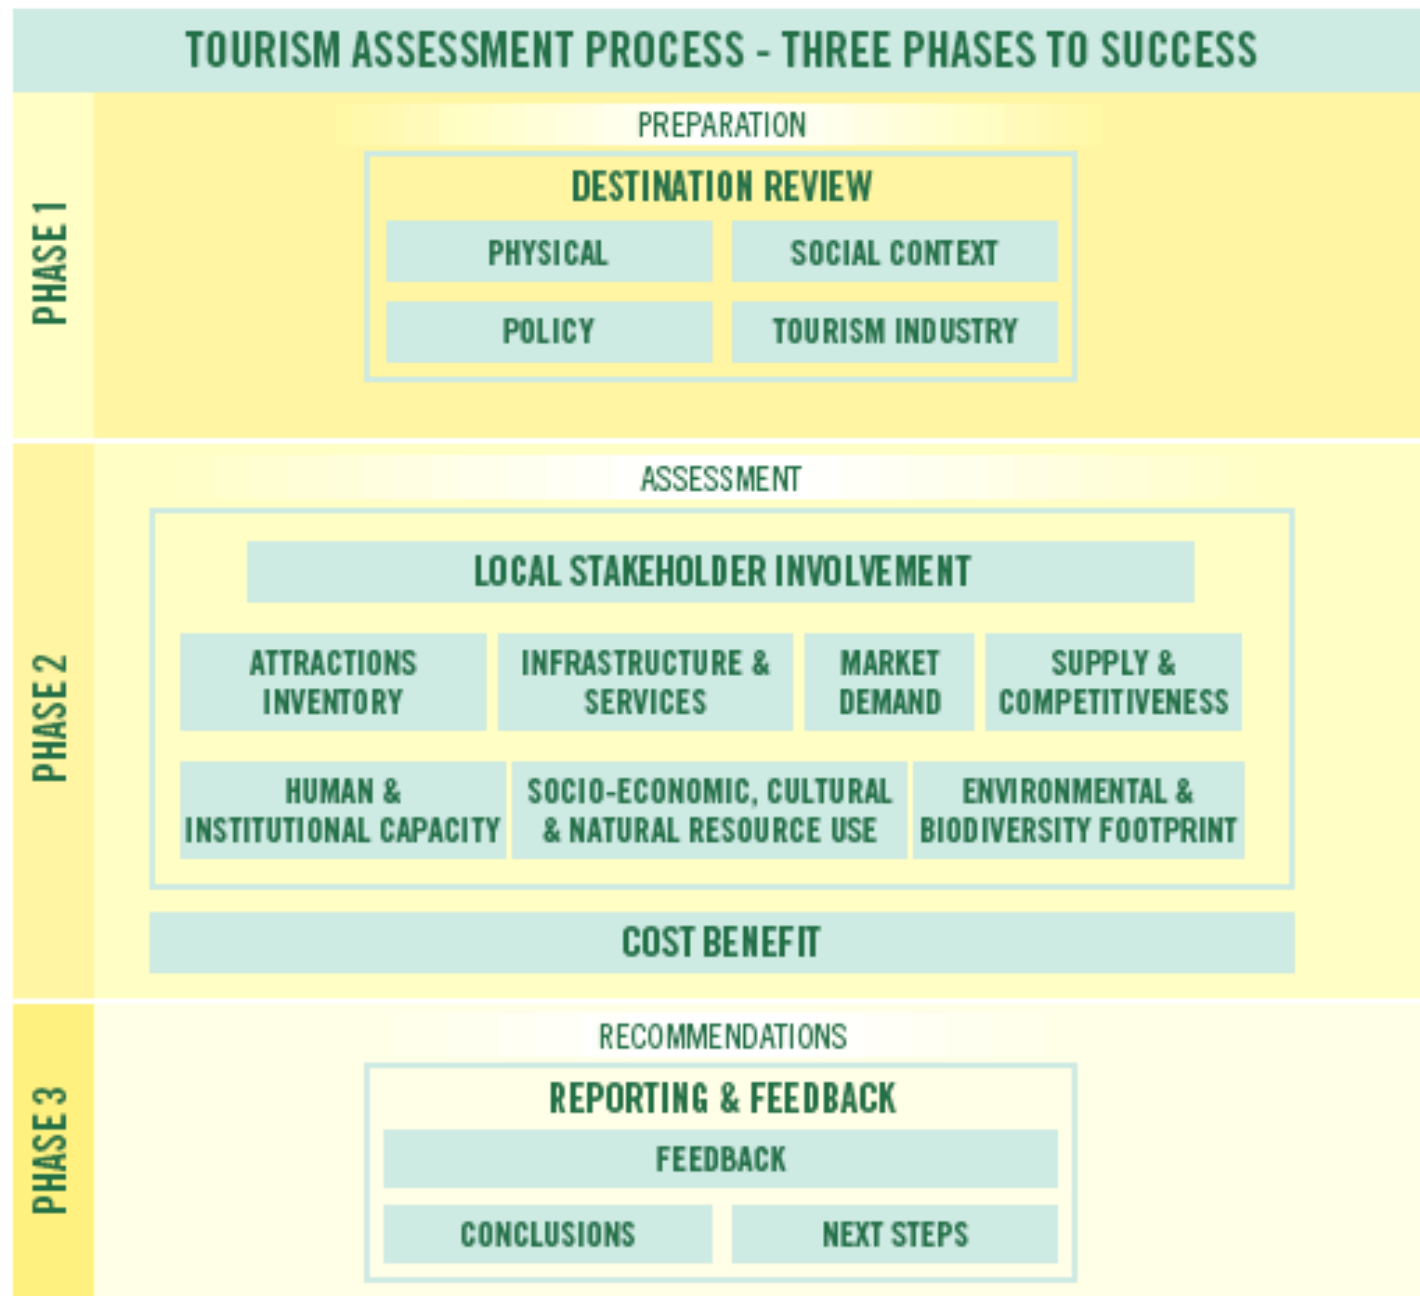 TOURISM ASSESSMENT PROCESS - THREE PHASES TO SUCCESS
PHASE 1
PREPARATION
DESTINATION REVIEW
PHYSICAL
SOCIAL CONTEXT
POLICY
TOURISM INDUSTRY
PHASE 2
ASSESSMENT
LOCAL STAKEHOLDER INVOLVEMENT
ATTRACTIONS
INVENTORY
INFRASTRUCTURE &
SERVICES
MARKET
DEMAND
SUPPLY &
COMPETITIVENESS
HUMAN &
INSTITUTIONAL CAPACITY
SOCIO-ECONOMIC, CULTURAL
& NATURAL RESOURCE USE
ENVIRONMENTAL &
BIODIVERSITY FOOTPRINT
COST BENEFIT
PHASE 3
RECOMMENDATIONS
REPORTING & FEEDBACK
FEEDBACK
CONCLUSIONS
NEXT STEPS